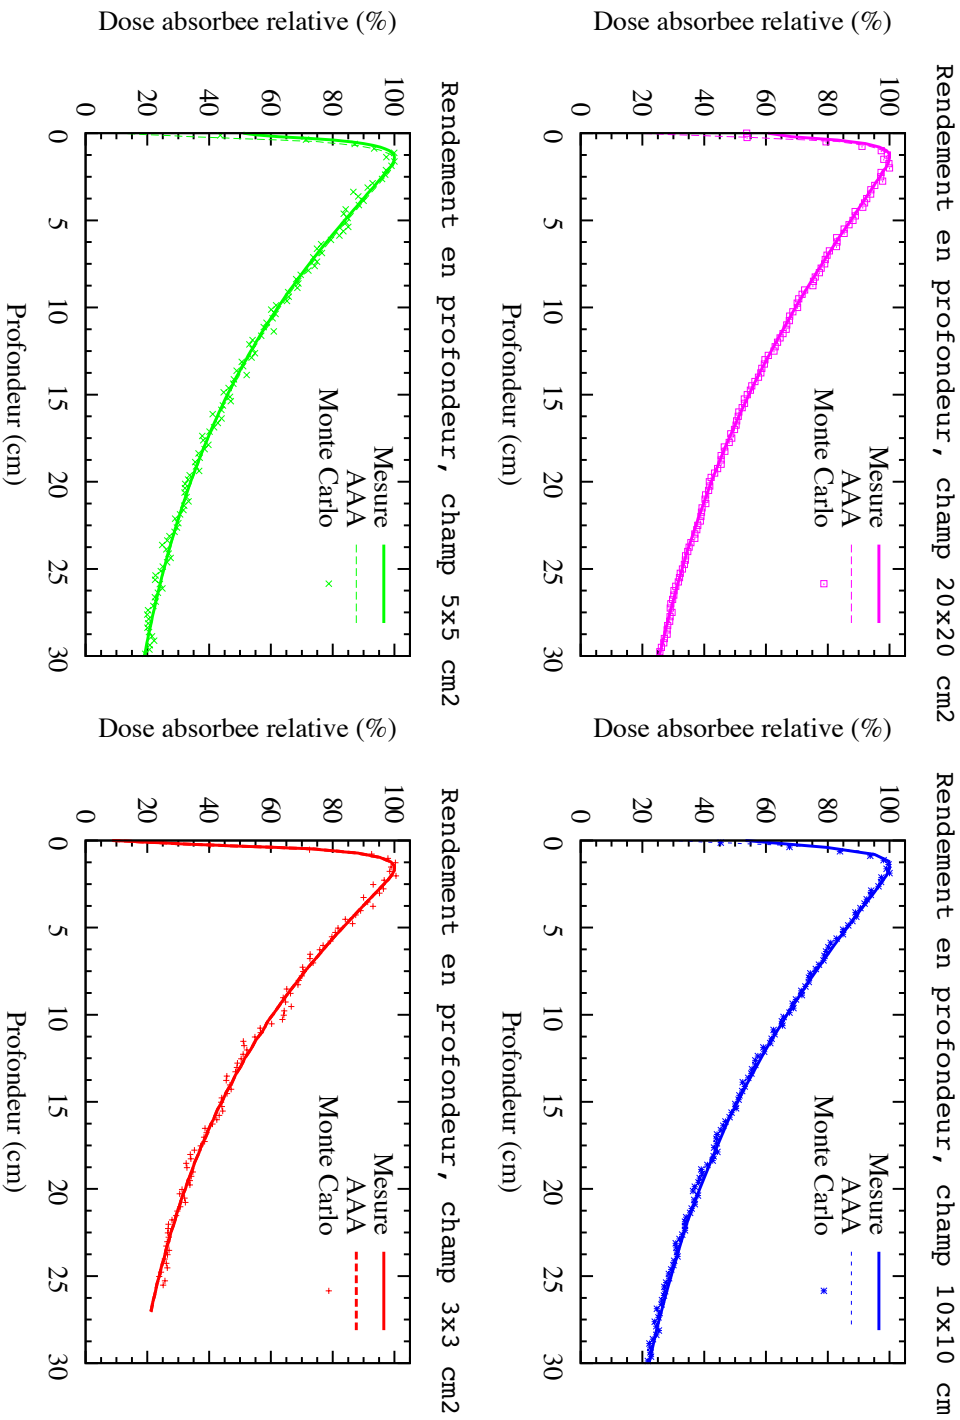 Rendement en profondeur, champ 20x20 cm2
Dose absorbee relative (%)
100
80
60
40
20
0
Mesure
AAA
Monte Carlo
0 5 10 15 20 25 30
Profondeur (cm)
Rendement en profondeur, champ 10x10 cm
Dose absorbee relative (%)
100
80
60
40
20
0
Mesure
AAA
Monte Carlo
0 5 10 15 20 25 30
Profondeur (cm)
Rendement en profondeur, champ 5x5 cm2
Dose absorbee relative (%)
100
80
60
40
20
0
Mesure
AAA
Monte Carlo
0 5 10 15 20 25 30
Profondeur (cm)
Rendement en profondeur, champ 3x3 cm2
Dose absorbee relative (%)
100
80
60
40
20
0
Mesure
AAA
Monte Carlo
0 5 10 15 20 25 30
Profondeur (cm)